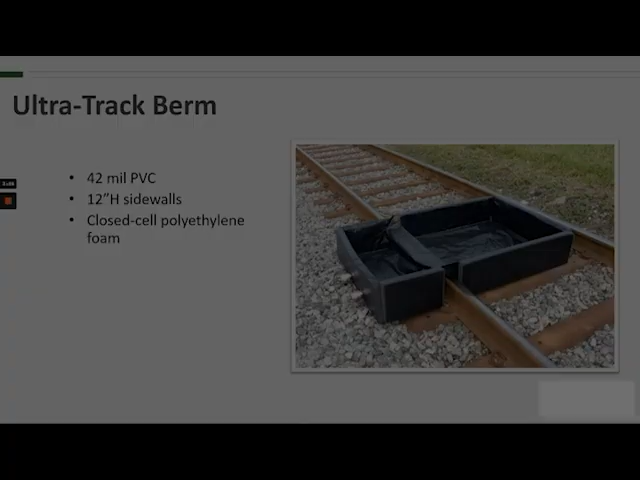 Ultra-Track Berm
• 42 mil PVC
• 12"H sidewalls
• Closed-cell polyethylene
foam